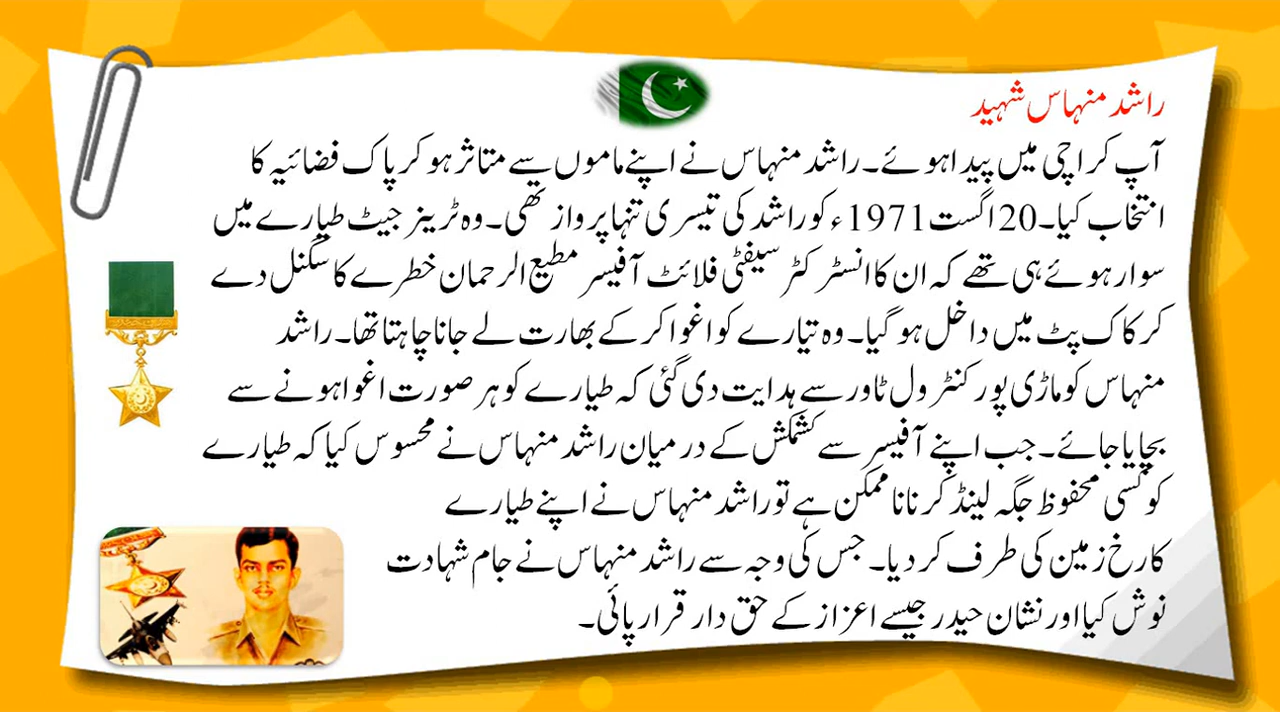 راشد منہاس شہید
آپ کراچی میں پیدا ہوئے۔ راشد منہاس نے اپنے ماموں سے متاثر ہو کر پاک فضائیہ کا
انتخاب کیا۔ 20 اگست 1971ء کو راشد کی تیسری تنہا پرواز تھی۔ وہ ٹرینر جیٹ طیارے میں
سوار ہوئے ہی تھے کہ ان کا انسٹرکٹر سیفٹی فلائٹ آفیسر مطیع الرحمان خطرے کا سگنل دے
کر کاک پٹ میں داخل ہو گیا۔ وہ تیارے کو اغوا کر کے بھارت لے جانا چاہتا تھا۔ راشد
منہاس کو ماڑی پور کنٹرول ٹاور سے ہدایت دی گئی کہ طیارے کو ہر صورت اغوا ہونے سے
بچایا جائے۔ جب اپنے آفیسر سے کشمکش کے درمیان راشد منہاس نے محسوس کیا کہ طیارے
کو کسی محفوظ جگہ لینڈ کرنا نا ممکن ہے تو راشد منہاس نے اپنے طیارے
کا رخ زمین کی طرف کر دیا۔ جس کی وجہ سے راشد منہاس نے جام شہادت
نوش کیا اور نشان حیدر جیسے اعزاز کے حق دار قرار پائی۔